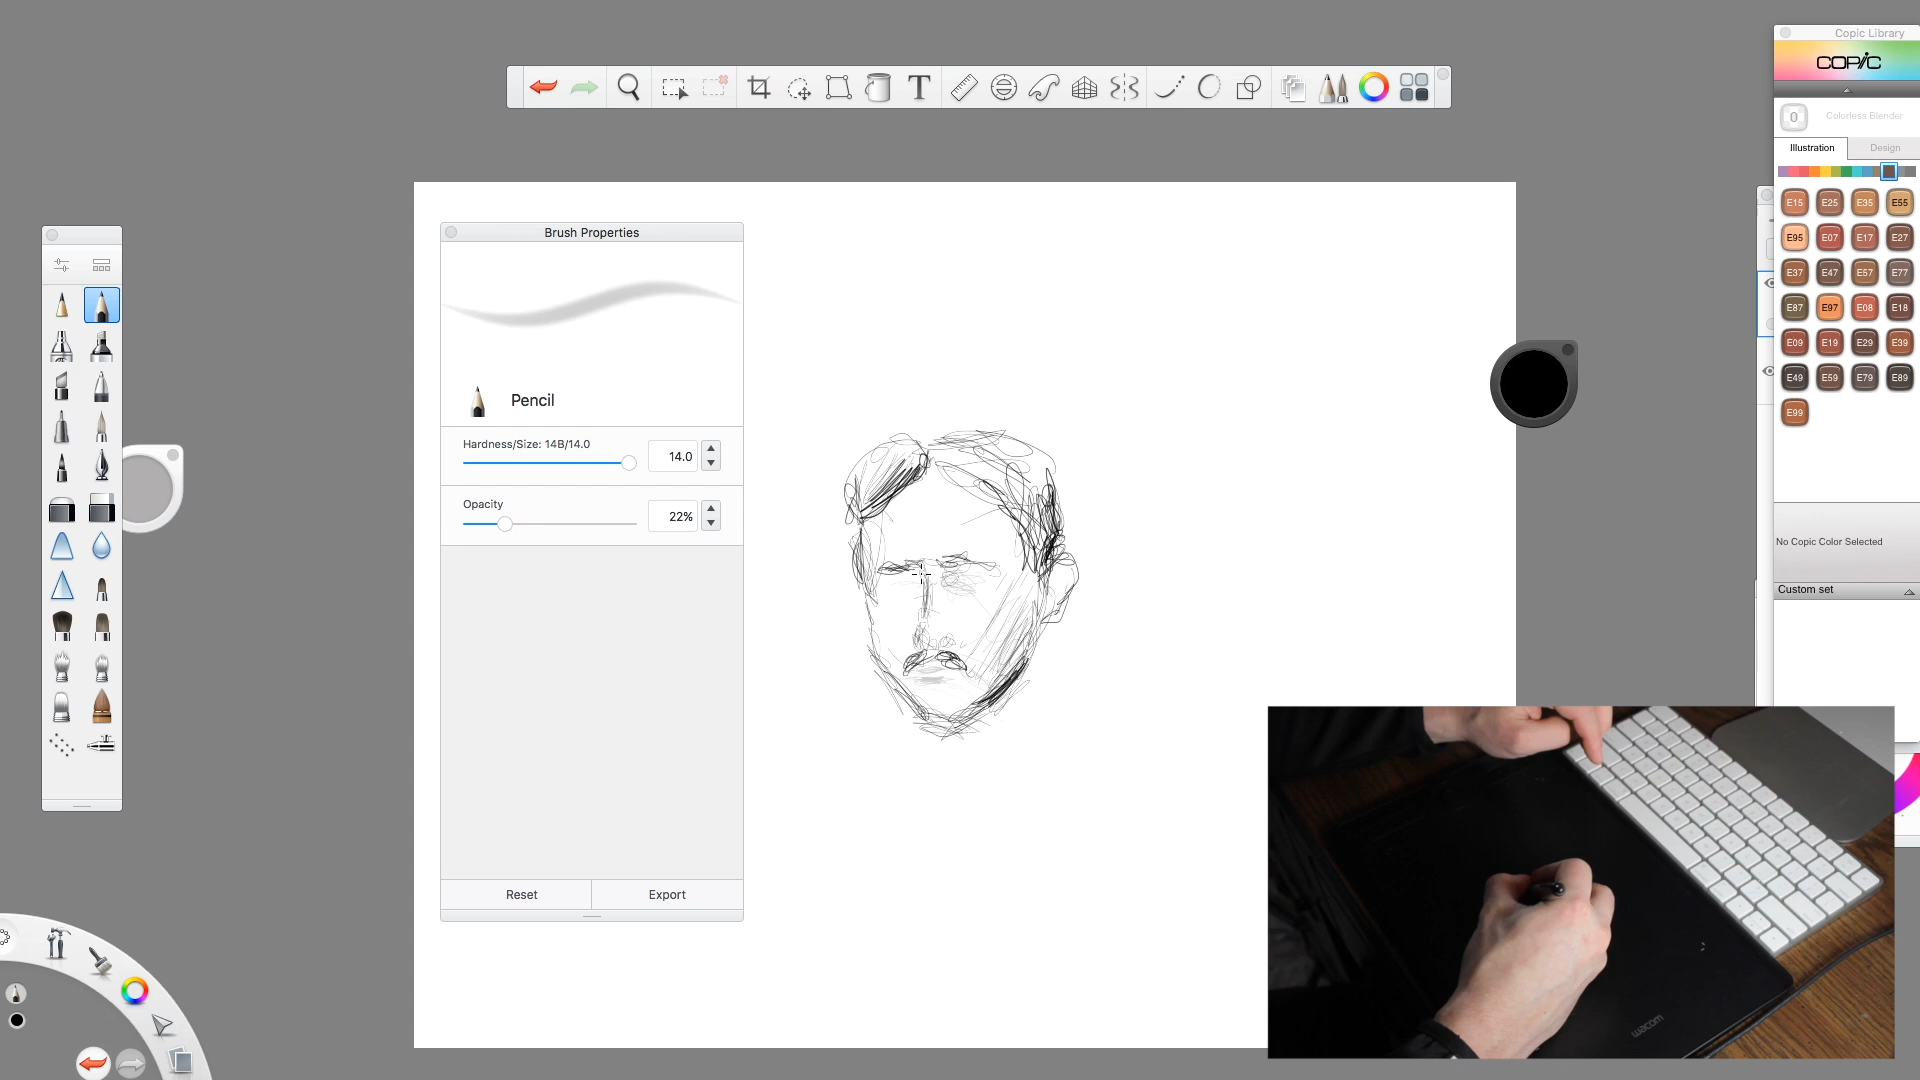 Copic Library
COPIC
0 Colorless Blender
Illustration Design
E15 E25 E35 E55
E95 E07 E17 E27
E37 E47 E57 E77
E87 E97 E08 E18
E09 E19 E29 E39
E49 E59 E79 E89
E99
No Copic Color Selected
Custom set
Brush Properties
Pencil
Hardness/Size: 14B/14.0
14.0
Opacity
22%
Reset Export
T
wacom